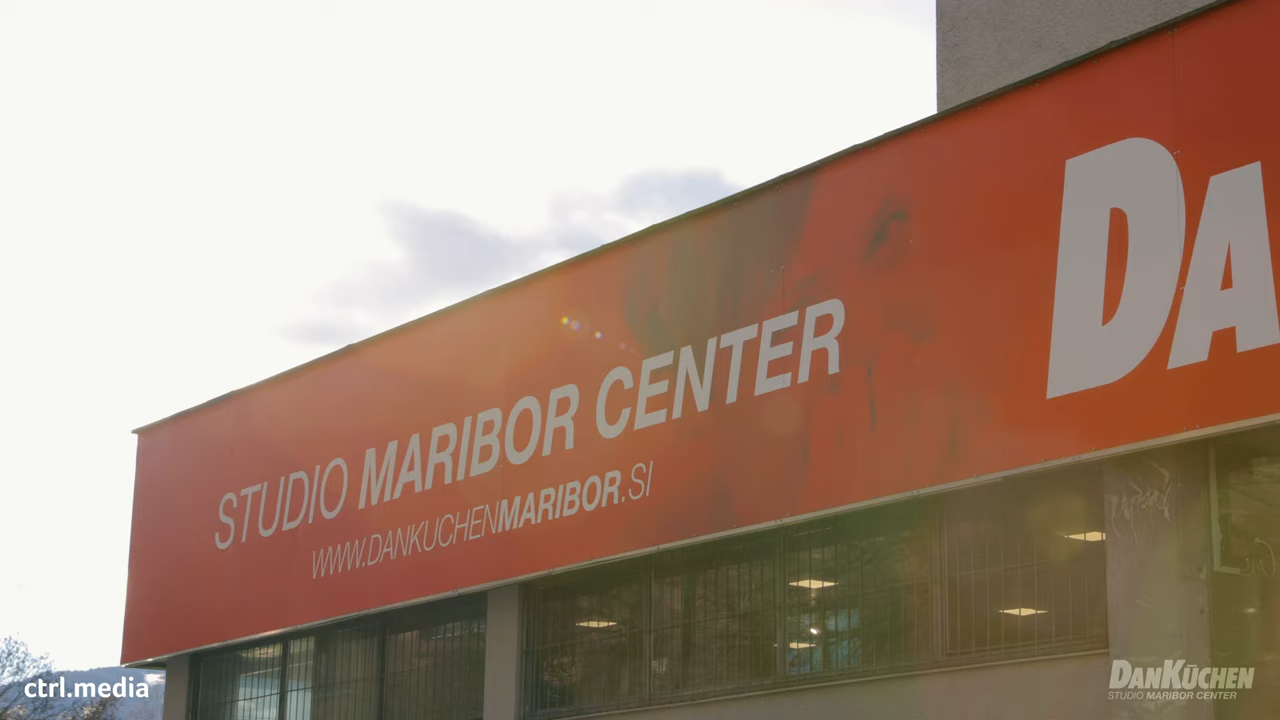 STUDIO MARIBOR CENTER
WWW.DANKUCHENMARIBOR.SI
DA
ctrl.media
DANKÜCHEN
STUDIO MARIBOR CENTER